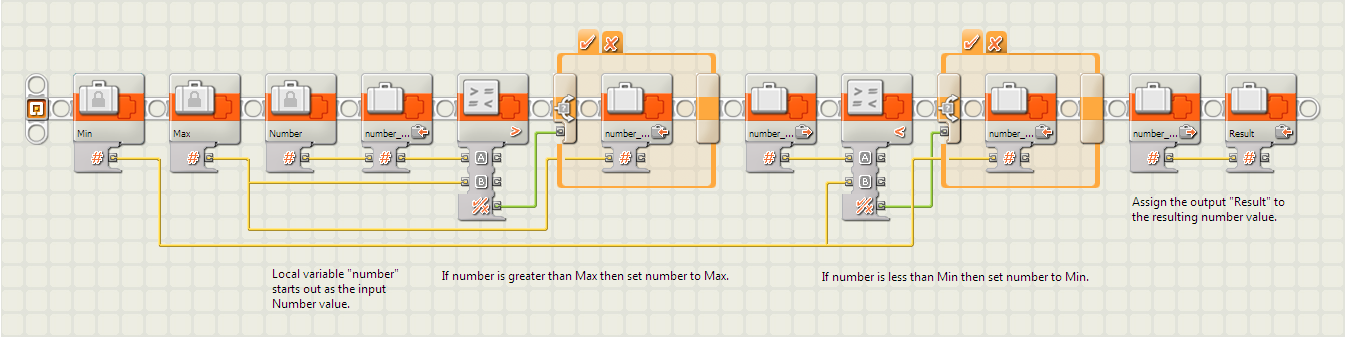 Min
Max
Number
number_...
>
number_...
number_...
<
number_...
number_...
Result
#
#
#
#
A
B
#
#
A
B
#
#
#
Assign the output "Result" to
the resulting number value.
Local variable "number"
starts out as the input
Number value.
If number is greater than Max then set number to Max.
If number is less than Min then set number to Min.